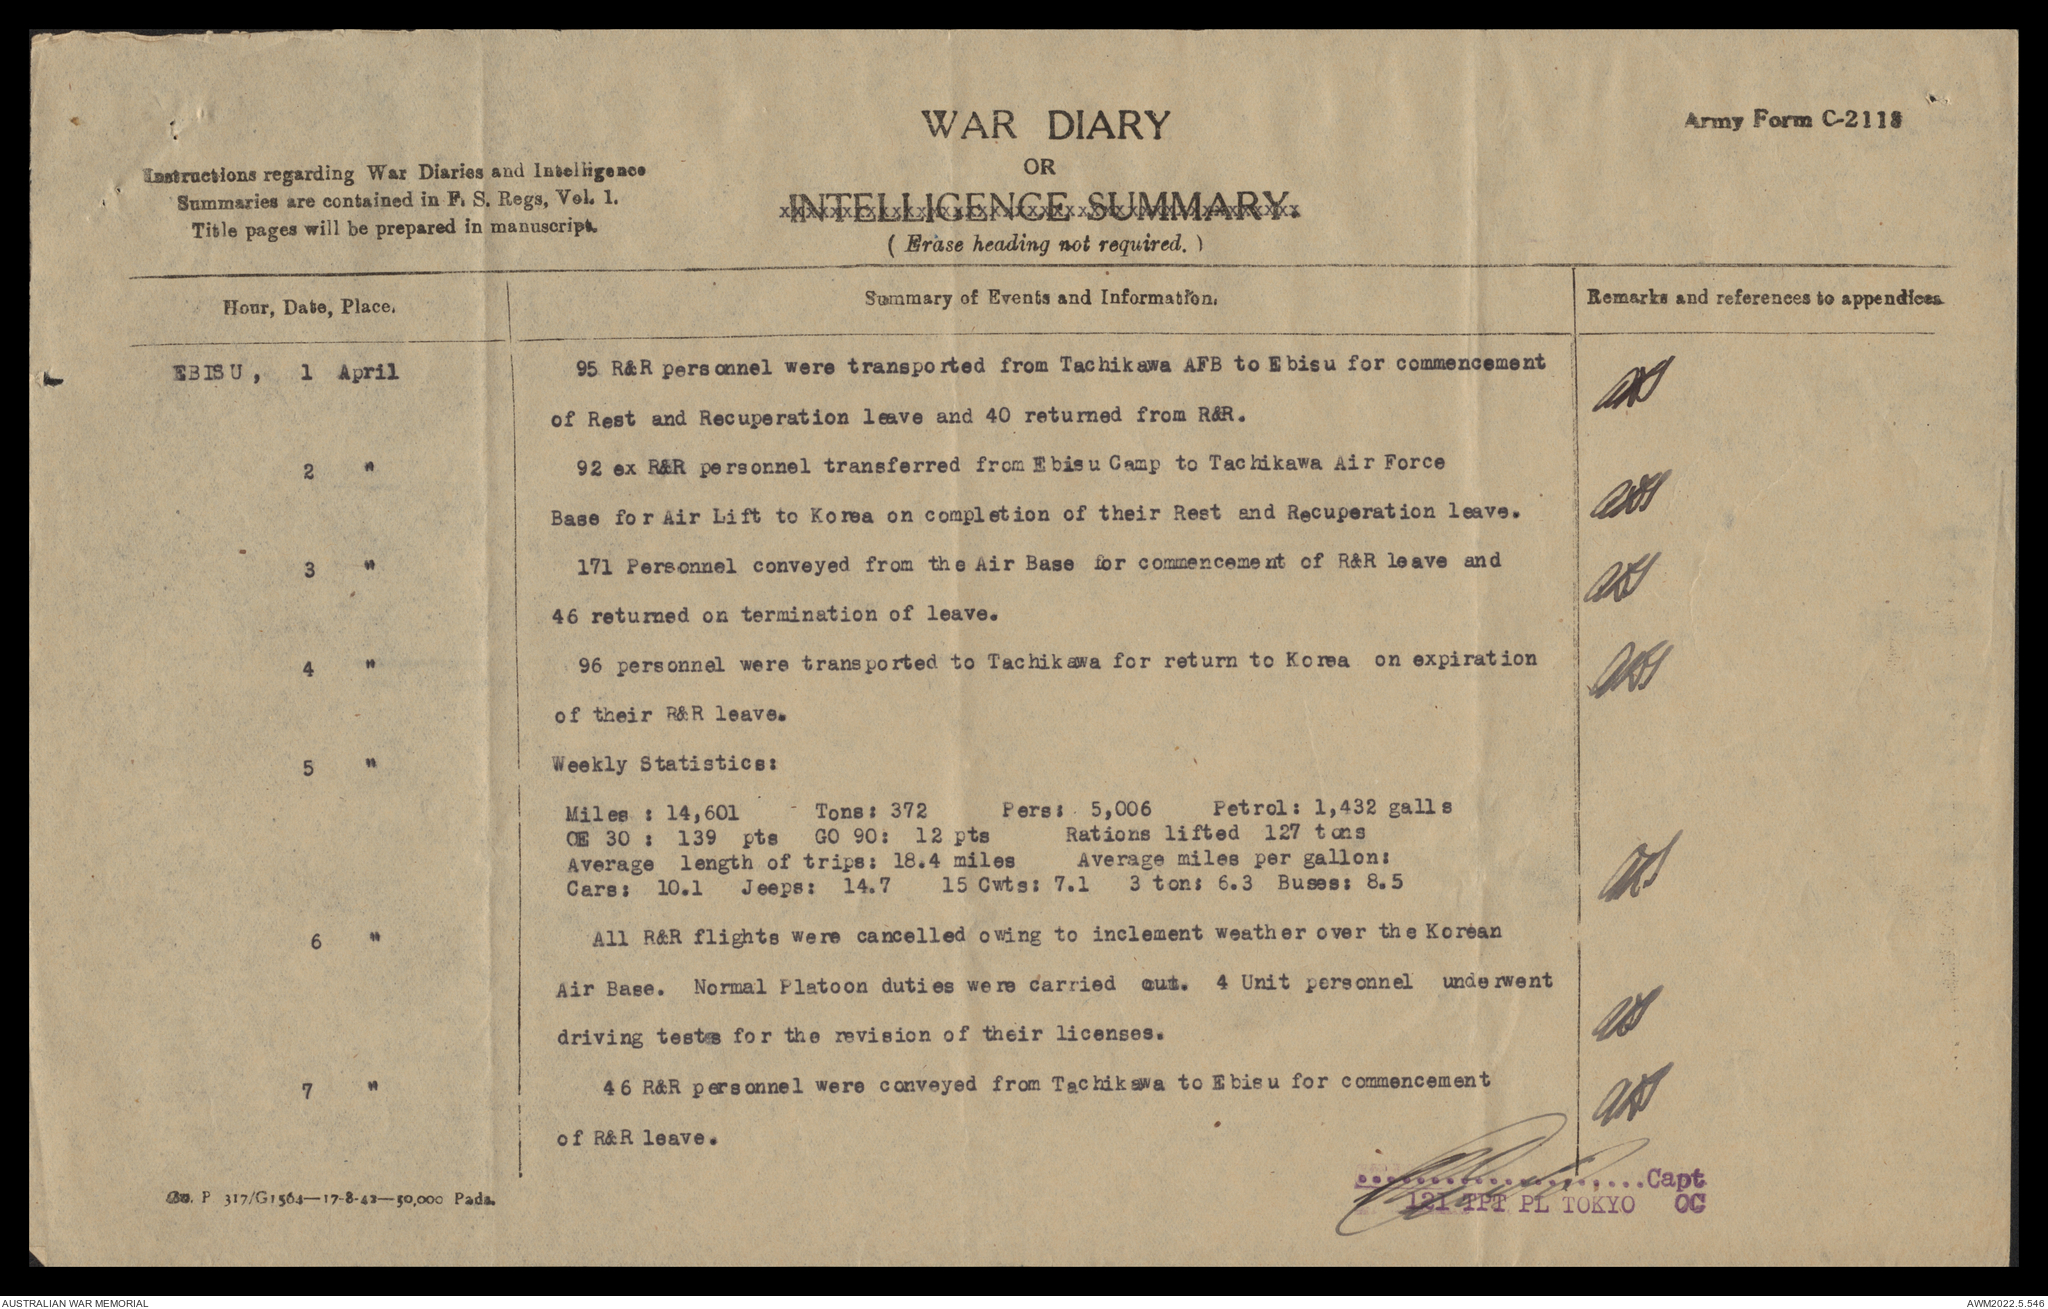 WAR DIARY
OR
INTELLIGENCE SUMMARY.
( Erase heading not required. )
Army Form C-2118
Instructions regarding War Diaries and Intelligence
Summaries are contained in F. S. Regs, Vol. 1.
Title pages will be prepared in manuscript.
Hour, Date, Place.
Summary of Events and Information.
Remarks and references to appendices
EBISU, 1 April
95 R&R personnel were transported from Tachikawa AFB to Ebisu for commencement
of Rest and Recuperation leave and 40 returned from R&R.
2 "
92 ex R&R personnel transferred from Ebisu Camp to Tachikawa Air Force
Base for Air Lift to Korea on completion of their Rest and Recuperation leave.
3 "
171 Personnel conveyed from the Air Base for commencement of R&R leave and
46 returned on termination of leave.
4 "
96 personnel were transported to Tachikawa for return to Korea on expiration
of their R&R leave.
5 "
Weekly Statistics:
Miles : 14,601 Tons: 372 Pers: 5,006 Petrol: 1,432 galls
OE 30 : 139 pts GO 90: 12 pts Rations lifted 127 tons
Average length of trips: 18.4 miles Average miles per gallon:
Cars: 10.1 Jeeps: 14.7 15 Cwts: 7.1 3 ton: 6.3 Buses: 8.5
6 "
All R&R flights were cancelled owing to inclement weather over the Korean
Air Base. Normal Platoon duties were carried out. 4 Unit personnel underwent
driving tests for the revision of their licenses.
7 "
46 R&R personnel were conveyed from Tachikawa to Ebisu for commencement
of R&R leave.
....................Capt
121 TPT PL TOKYO OC
P 317/G1564—17-8-42—50,000 Pads.
AUSTRALIAN WAR MEMORIAL
AWM2022.5.546